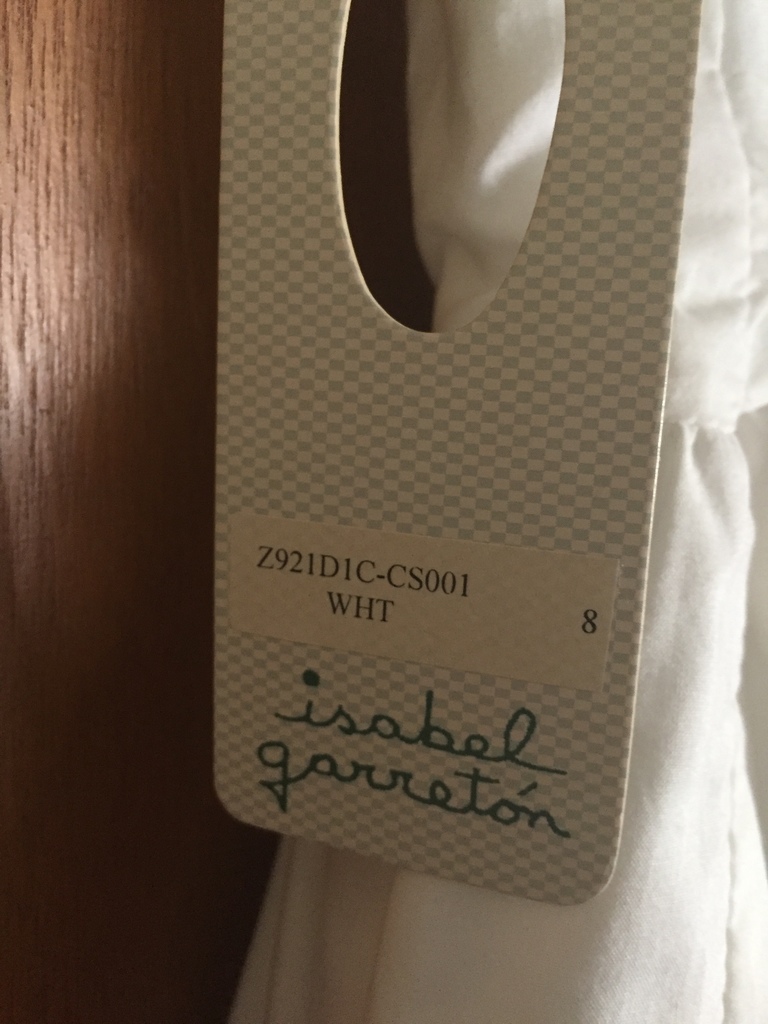 Z921D1C-CS001
WHT 8
isabel
garretón